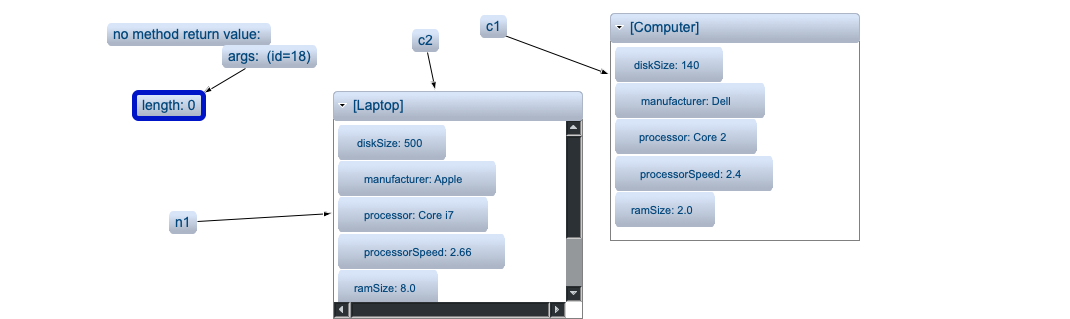 no method return value:
args:  (id=18)
length: 0
c2
c1
[Computer]
diskSize: 140
manufacturer: Dell
processor: Core 2
processorSpeed: 2.4
ramSize: 2.0
[Laptop]
diskSize: 500
manufacturer: Apple
processor: Core i7
processorSpeed: 2.66
ramSize: 8.0
n1